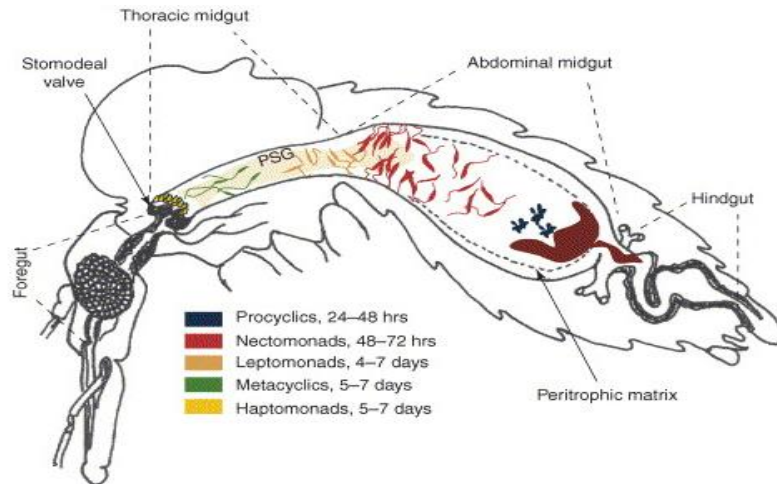 Thoracic midgut
Stomodeal
valve
Abdominal midgut
PSG
Hindgut
Foregut
Procyclics, 24–48 hrs
Nectomonads, 48–72 hrs
Leptomonads, 4–7 days
Metacyclics, 5–7 days
Haptomonads, 5–7 days
Peritrophic matrix